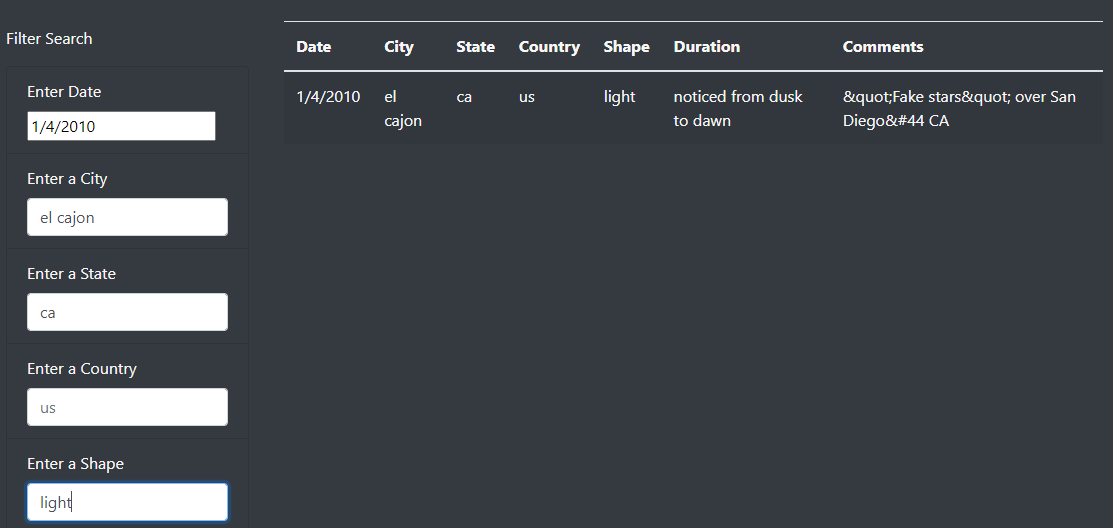 Filter Search
Enter Date
1/4/2010
Enter a City
el cajon
Enter a State
ca
Enter a Country
us
Enter a Shape
light
Date City State Country Shape Duration Comments
1/4/2010 el ca us light noticed from dusk &quot;Fake stars&quot; over San
cajon to dawn Diego&#44 CA